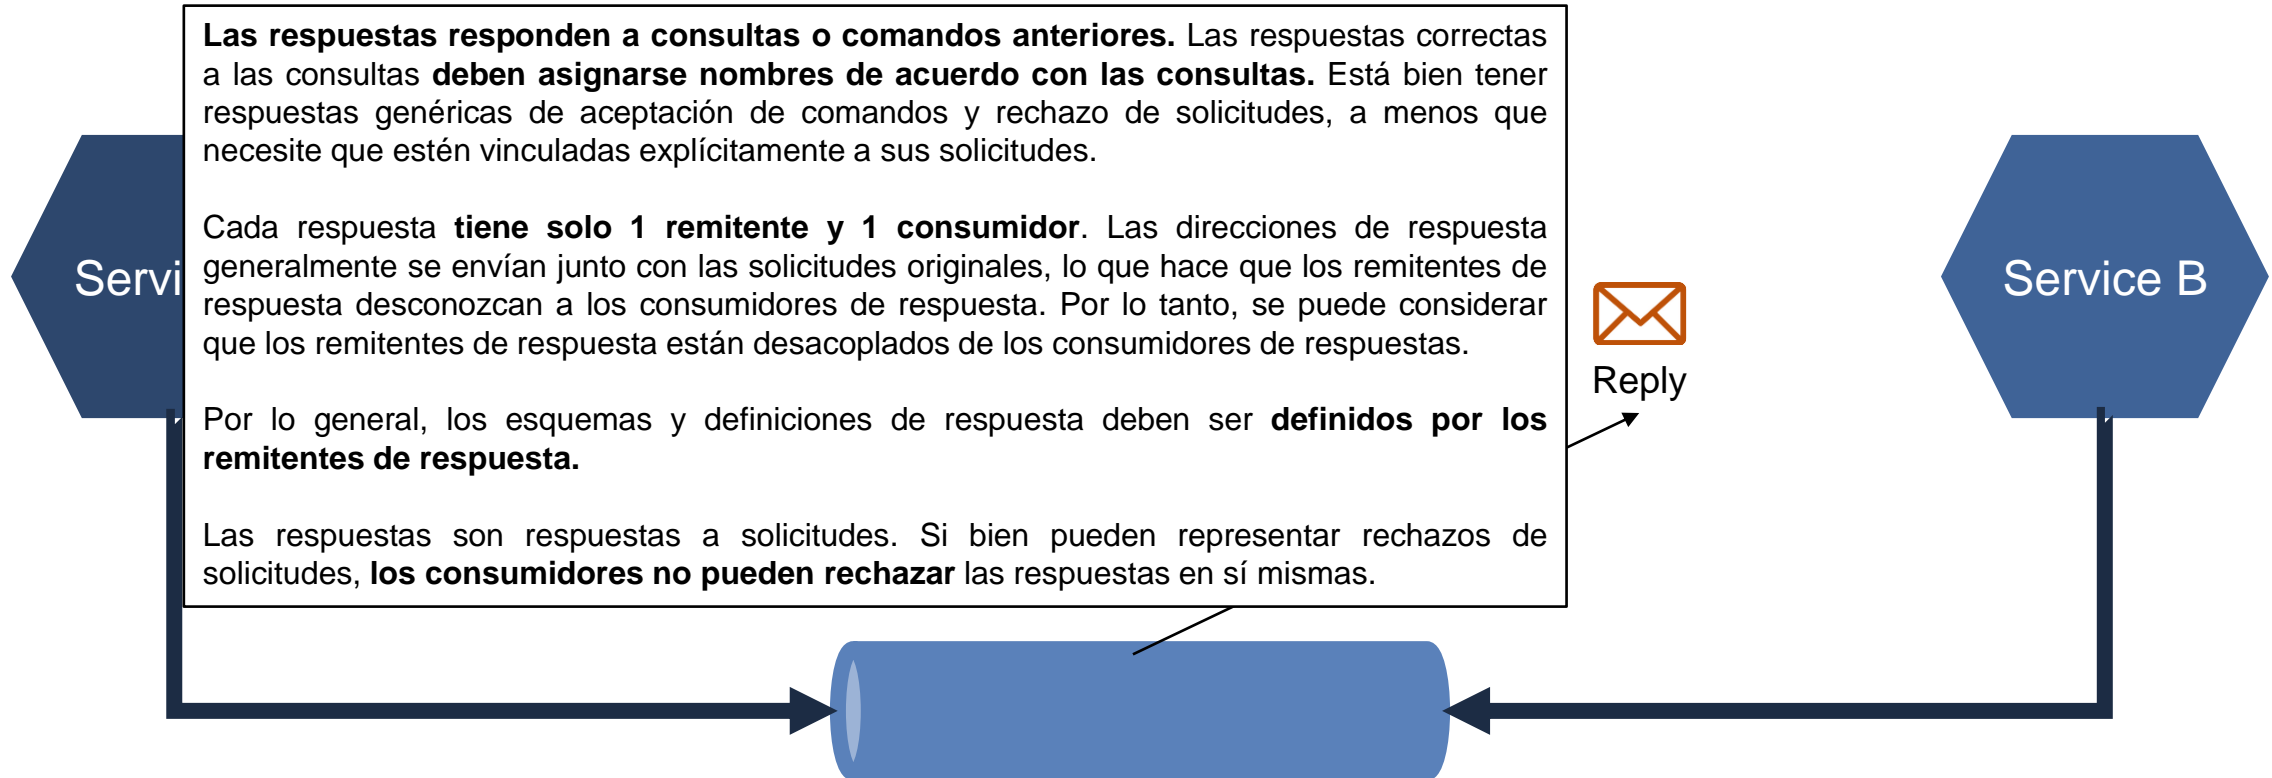 Las respuestas responden a consultas o comandos anteriores. Las respuestas correctas
a las consultas deben asignarse nombres de acuerdo con las consultas. Está bien tener
respuestas genéricas de aceptación de comandos y rechazo de solicitudes, a menos que
necesite que estén vinculadas explícitamente a sus solicitudes.
Cada respuesta tiene solo 1 remitente y 1 consumidor. Las direcciones de respuesta
generalmente se envían junto con las solicitudes originales, lo que hace que los remitentes de
respuesta desconozcan a los consumidores de respuesta. Por lo tanto, se puede considerar
que los remitentes de respuesta están desacoplados de los consumidores de respuestas.
Por lo general, los esquemas y definiciones de respuesta deben ser definidos por los
remitentes de respuesta.
Las respuestas son respuestas a solicitudes. Si bien pueden representar rechazos de
solicitudes, los consumidores no pueden rechazar las respuestas en sí mismas.
Servi
Reply
Service B